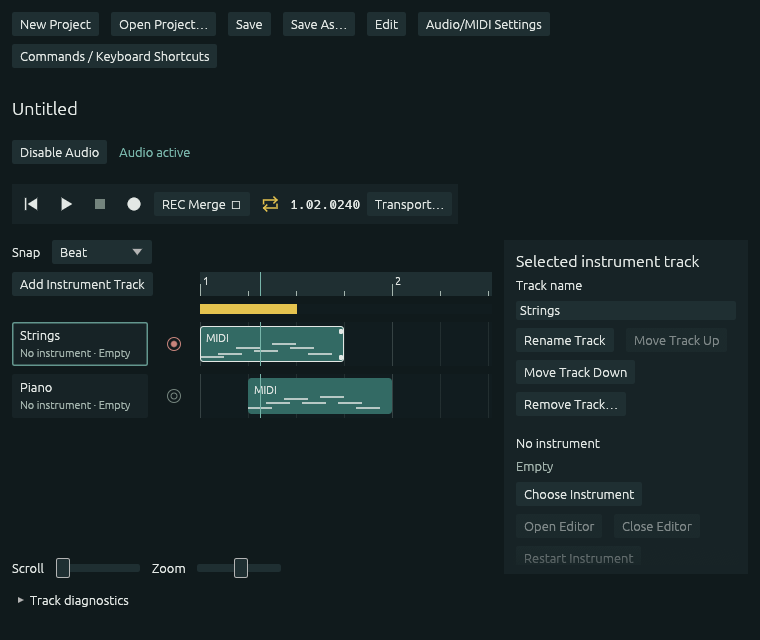 New Project Open Project... Save Save As... Edit Audio/MIDI Settings
Commands / Keyboard Shortcuts
Untitled
Disable Audio Audio active
REC Merge 1.02.0240 Transport...
Snap Beat
Add Instrument Track 1 2
Strings MIDI
No instrument · Empty
Piano MIDI
No instrument · Empty
Selected instrument track
Track name
Strings
Rename Track Move Track Up
Move Track Down
Remove Track...
No instrument
Empty
Choose Instrument
Open Editor Close Editor
Restart Instrument
Scroll Zoom
Track diagnostics